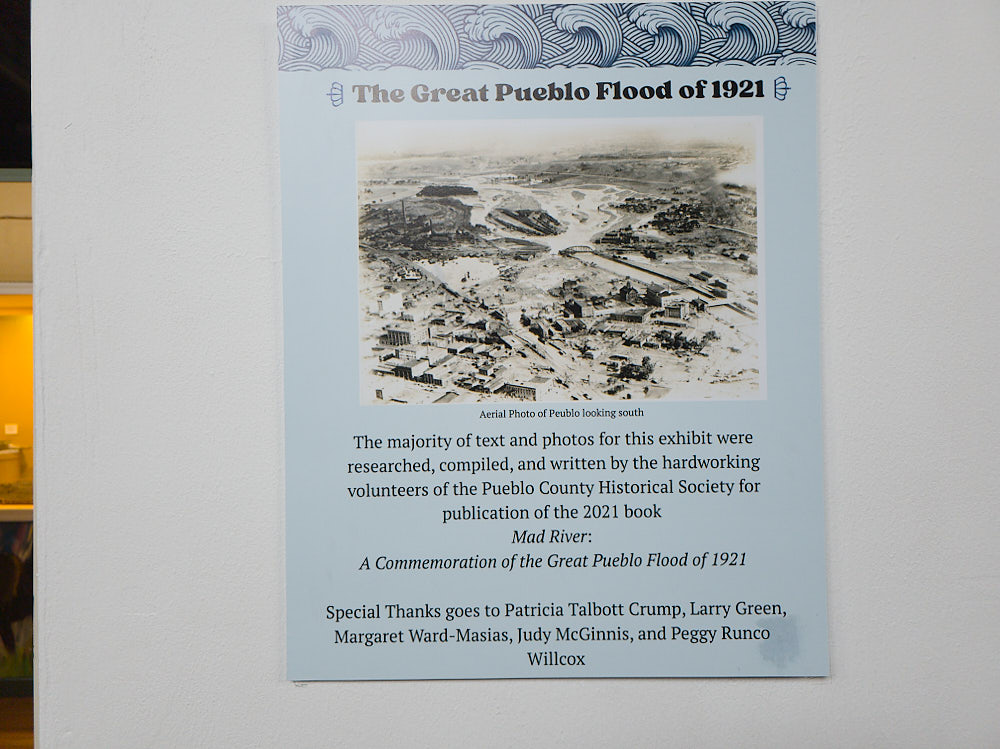 The Great Pueblo Flood of 1921
Aerial Photo of Peublo looking south
The majority of text and photos for this exhibit were
researched, compiled, and written by the hardworking
volunteers of the Pueblo County Historical Society for
publication of the 2021 book
Mad River:
A Commemoration of the Great Pueblo Flood of 1921
Special Thanks goes to Patricia Talbott Crump, Larry Green,
Margaret Ward-Masias, Judy McGinnis, and Peggy Runco
Willcox